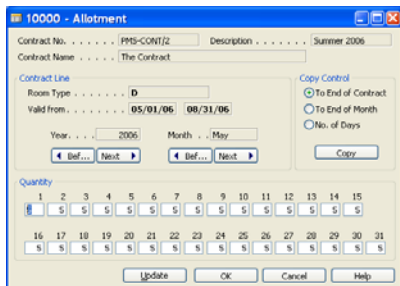 10000 - Allotment
Contract No. . . . . . . PMS-CONT/2 Description . . . . . . . Summer 2006
Contract Name . . . . . The Contract
Contract Line
Room Type . . . . . . . D
Valid from. . . . . 05/01/06 08/31/06
Year. . . . 2006 Month . . May
Bef... Next Bef... Next
Copy Control
To End of Contract
To End of Month
No. of Days
Copy
Quantity
1 2 3 4 5 6 7 8 9 10 11 12 13 14 15
5 5 5 5 5 5 5 5 5 5 5 5 5 5 5
16 17 18 19 20 21 22 23 24 25 26 27 28 29 30 31
5 5 5 5 5 5 5 5 5 5 5 5 5 5 5 5
Update OK Cancel Help